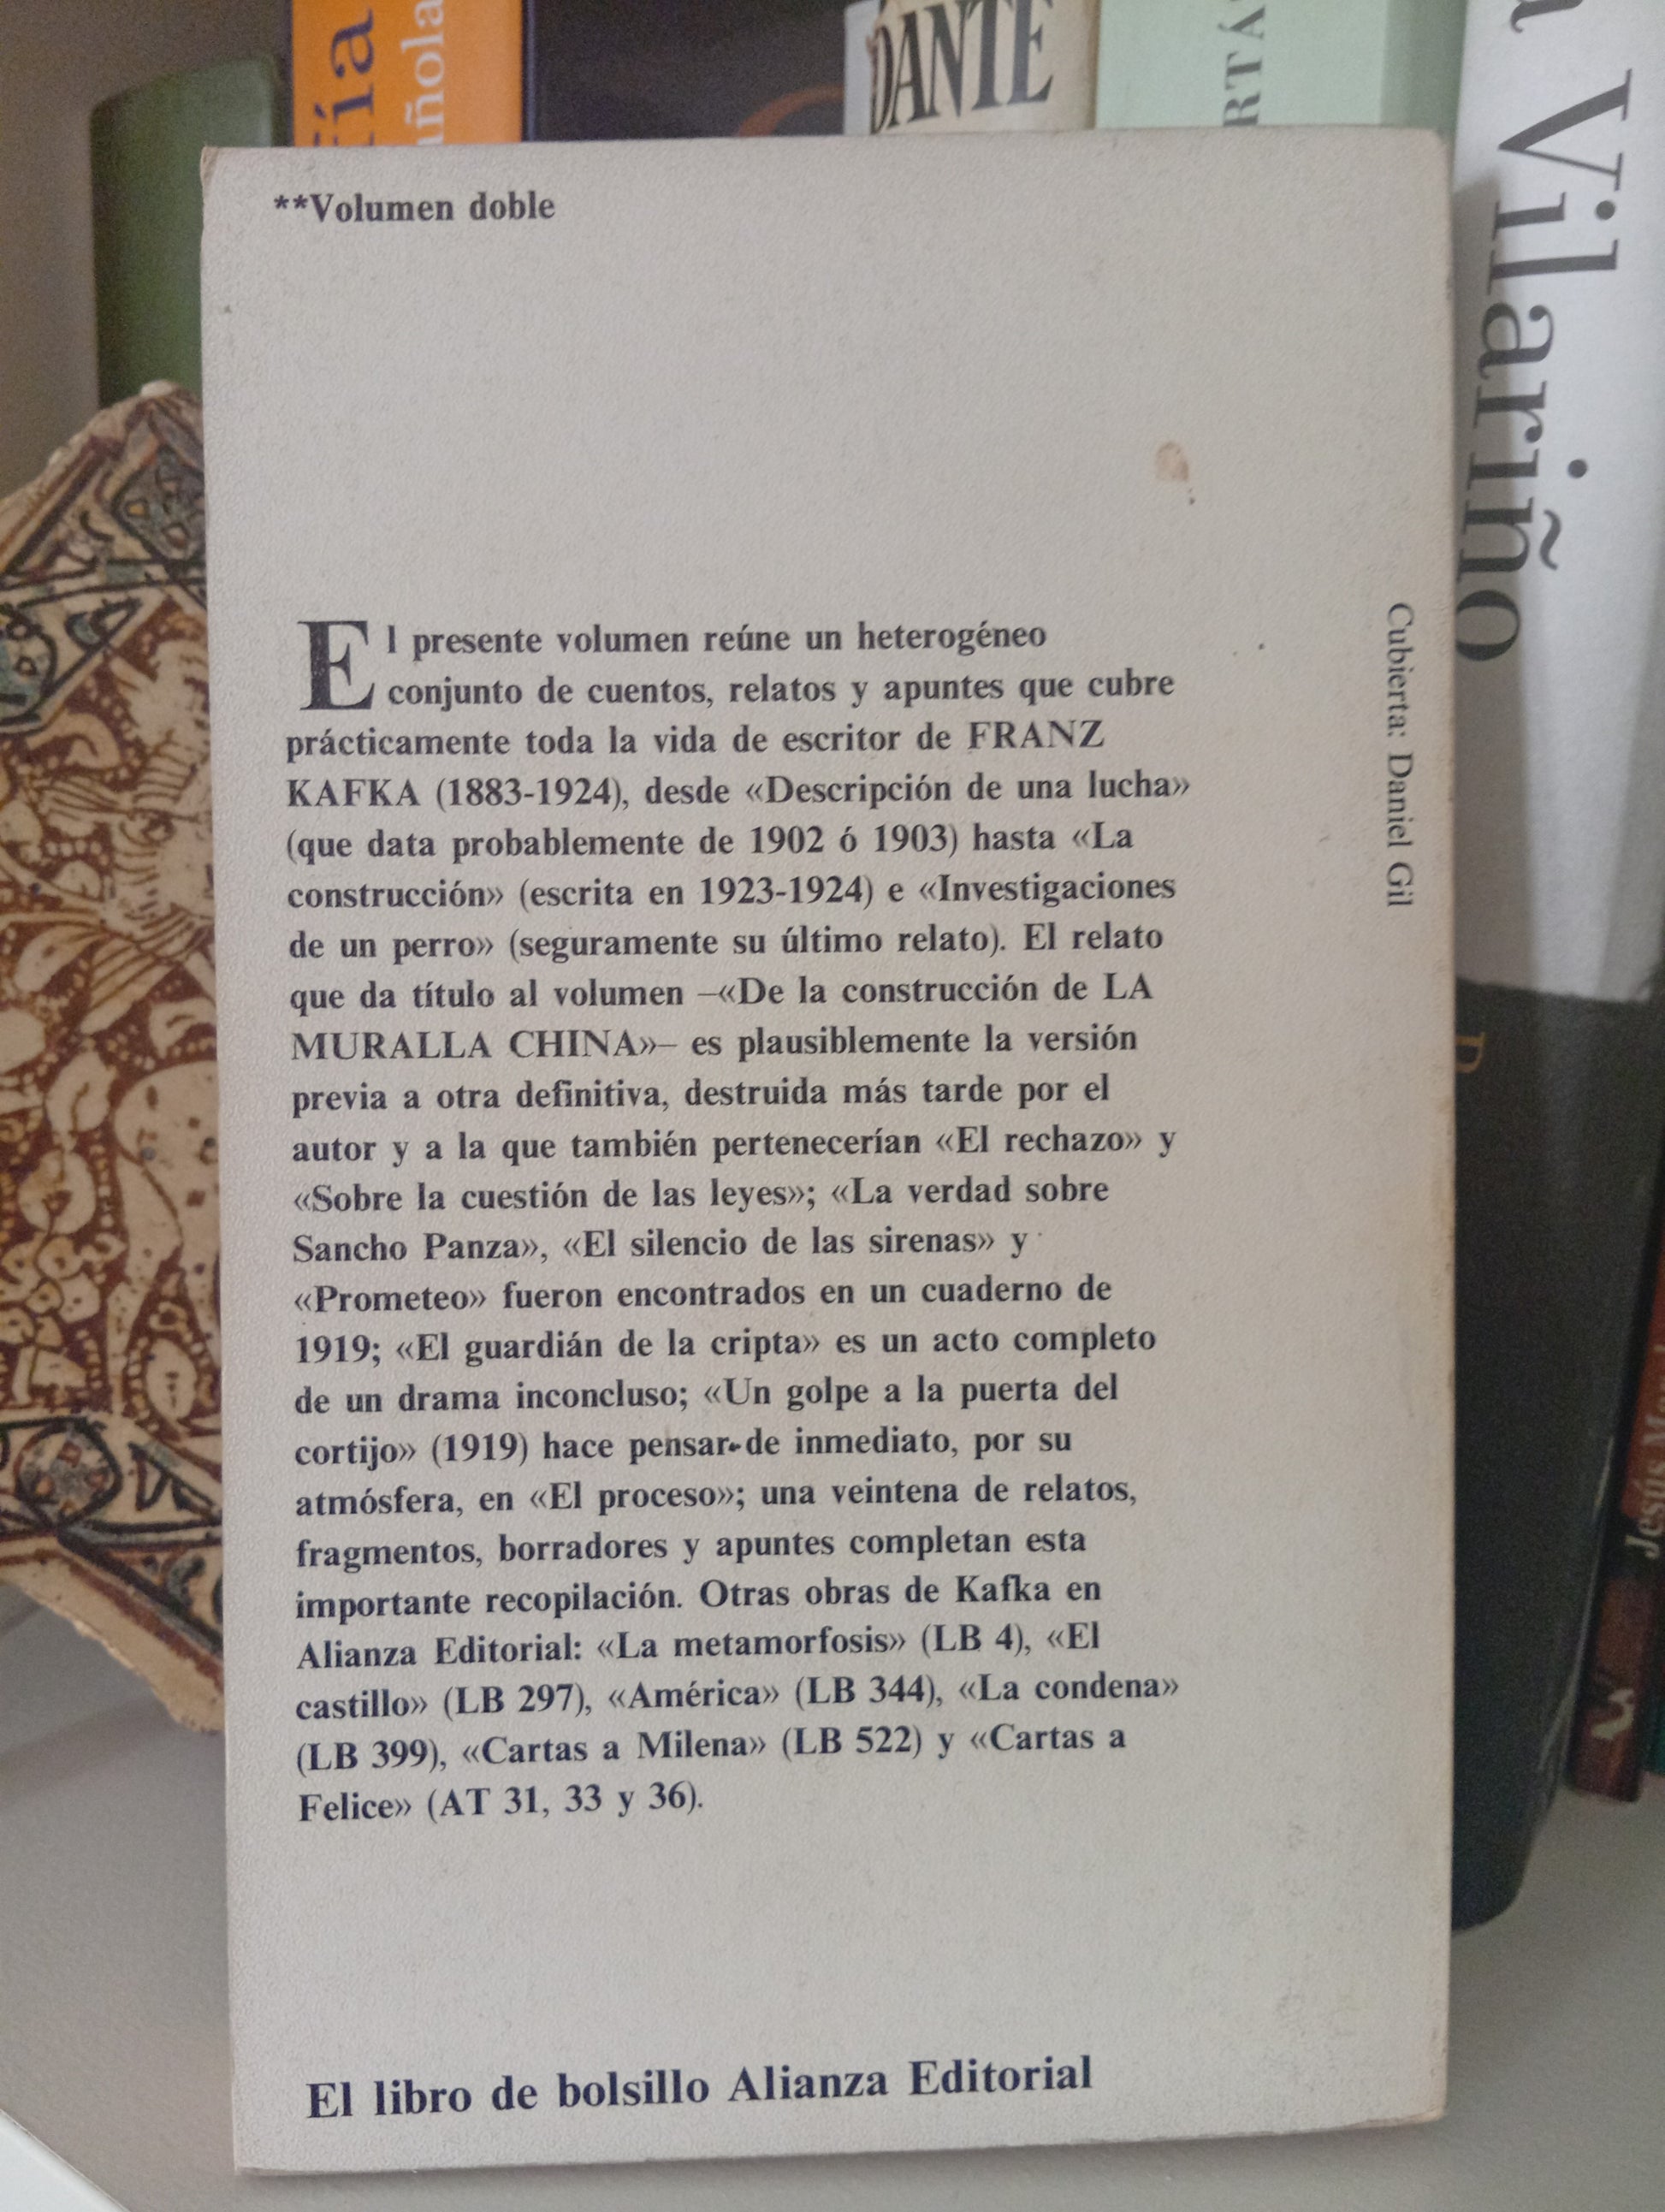 ía
ñola
DANTE
RTÁ
Vilariño
**Volumen doble
El presente volumen reúne un heterogéneo
conjunto de cuentos, relatos y apuntes que cubre
prácticamente toda la vida de escritor de FRANZ
KAFKA (1883-1924), desde «Descripción de una lucha»
(que data probablemente de 1902 ó 1903) hasta «La
construcción» (escrita en 1923-1924) e «Investigaciones
de un perro» (seguramente su último relato). El relato
que da título al volumen –«De la construcción de LA
MURALLA CHINA»– es plausiblemente la versión
previa a otra definitiva, destruida más tarde por el
autor y a la que también pertenecerían «El rechazo» y
«Sobre la cuestión de las leyes»; «La verdad sobre
Sancho Panza», «El silencio de las sirenas» y
«Prometeo» fueron encontrados en un cuaderno de
1919; «El guardián de la cripta» es un acto completo
de un drama inconcluso; «Un golpe a la puerta del
cortijo» (1919) hace pensar de inmediato, por su
atmósfera, en «El proceso»; una veintena de relatos,
fragmentos, borradores y apuntes completan esta
importante recopilación. Otras obras de Kafka en
Alianza Editorial: «La metamorfosis» (LB 4), «El
castillo» (LB 297), «América» (LB 344), «La condena»
(LB 399), «Cartas a Milena» (LB 522) y «Cartas a
Felice» (AT 31, 33 y 36).
Cubierta: Daniel Gil
El libro de bolsillo Alianza Editorial
Jesús